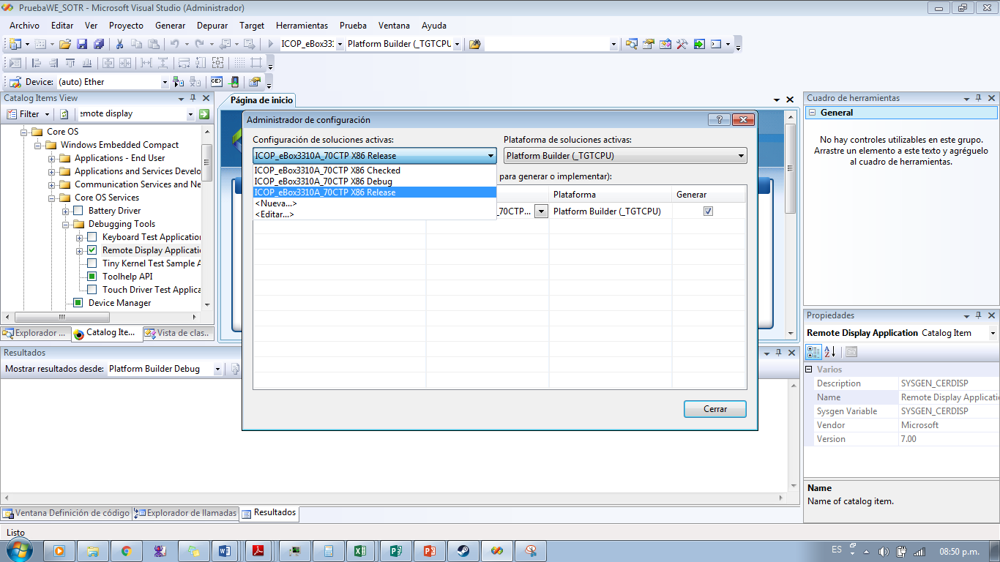 PruebaWE_SOTR - Microsoft Visual Studio (Administrador)
Archivo Editar Ver Proyecto Generar Depurar Target Herramientas Prueba Ventana Ayuda
ICOP_eBox331 Platform Builder (_TGTCPU
Device: (auto) Ether
Catalog Items View
Filter emote display
Core OS
Windows Embedded Compact
Applications - End User
Applications and Services Develo
Communication Services and Ne
Core OS Services
Battery Driver
Debugging Tools
Keyboard Test Application
Remote Display Applicatio
Tiny Kernel Test Sample A
Toolhelp API
Touch Driver Test Applica
Device Manager
Explorador ... Catalog Ite... Vista de clas...
Página de inicio
Administrador de configuración
Configuración de soluciones activas:
Plataforma de soluciones activas:
ICOP_eBox3310A_70CTP X86 Release
Platform Builder (_TGTCPU)
ICOP_eBox3310A_70CTP X86 Checked
ICOP_eBox3310A_70CTP X86 Debug
ICOP_eBox3310A_70CTP X86 Release
<Nueva...>
<Editar...>
para generar o implementar):
Plataforma Generar
_70CTP... Platform Builder (_TGTCPU)
Cerrar
Cuadro de herramientas
General
No hay controles utilizables en este grupo.
Arrastre un elemento a este texto y agréguelo
al cuadro de herramientas.
Propiedades
Remote Display Application Catalog Item
Varios
Description SYSGEN_CERDISP
Name Remote Display Applicatio
Sysgen Variable SYSGEN_CERDISP
Vendor Microsoft
Version 7.00
Name
Name of catalog item.
Resultados
Mostrar resultados desde: Platform Builder Debug
Ventana Definición de código Explorador de llamadas Resultados
Listo
ES 08:50 p.m.